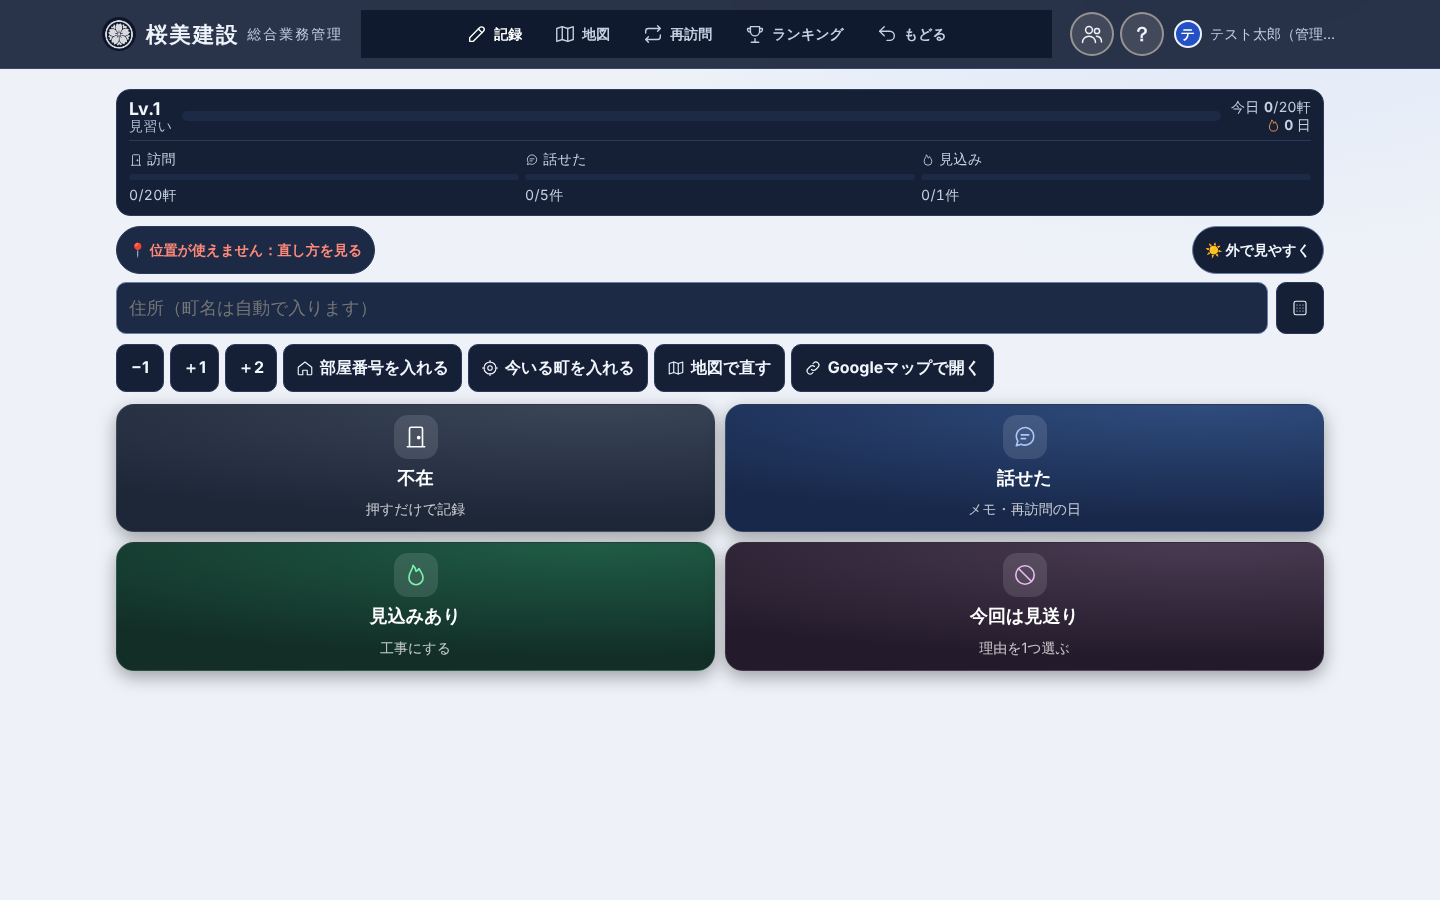 桜美建設 総合業務管理 記録 地図 再訪問 ランキング もどる ? テ テスト太郎（管理...
Lv.1 今日 0/20軒
見習い 0 日
訪問 話せた 見込み
0/20軒 0/5件 0/1件
📍 位置が使えません：直し方を見る ☀️ 外で見やすく
住所（町名は自動で入ります）
−1 ＋1 ＋2 部屋番号を入れる 今いる町を入れる 地図で直す Googleマップで開く
不在 話せた
押すだけで記録 メモ・再訪問の日
見込みあり 今回は見送り
工事にする 理由を1つ選ぶ